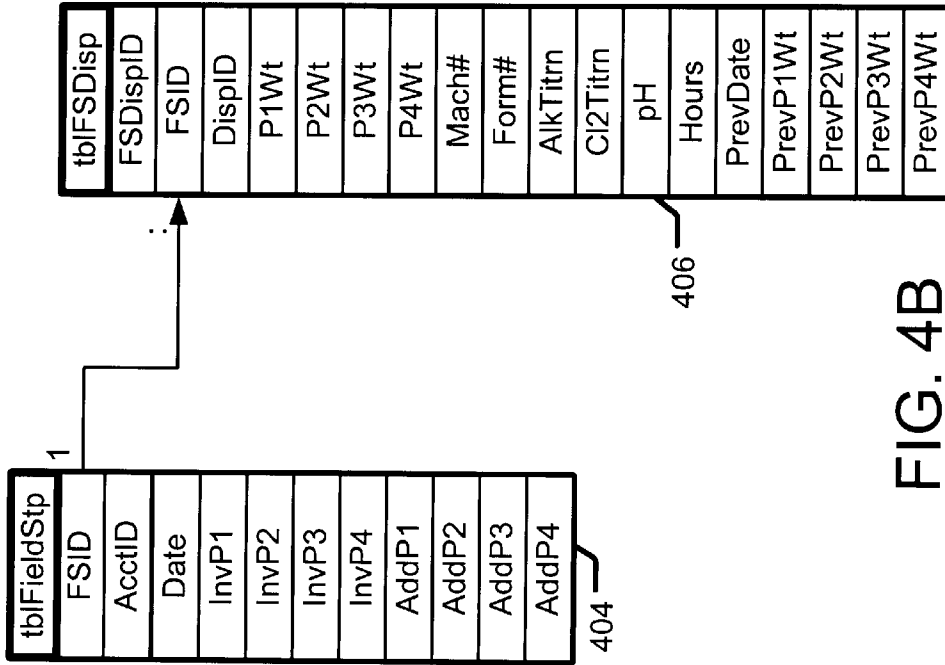 tblFieldStp
FSID
AcctID
Date
InvP1
InvP2
InvP3
InvP4
AddP1
AddP2
AddP3
AddP4
404
1
:
tblFSDisp
FSDispID
FSID
DispID
P1Wt
P2Wt
P3Wt
P4Wt
Mach#
Form#
AlkTitrn
Cl2Titrn
pH
Hours
PrevDate
PrevP1Wt
PrevP2Wt
PrevP3Wt
PrevP4Wt
406
FIG. 4B